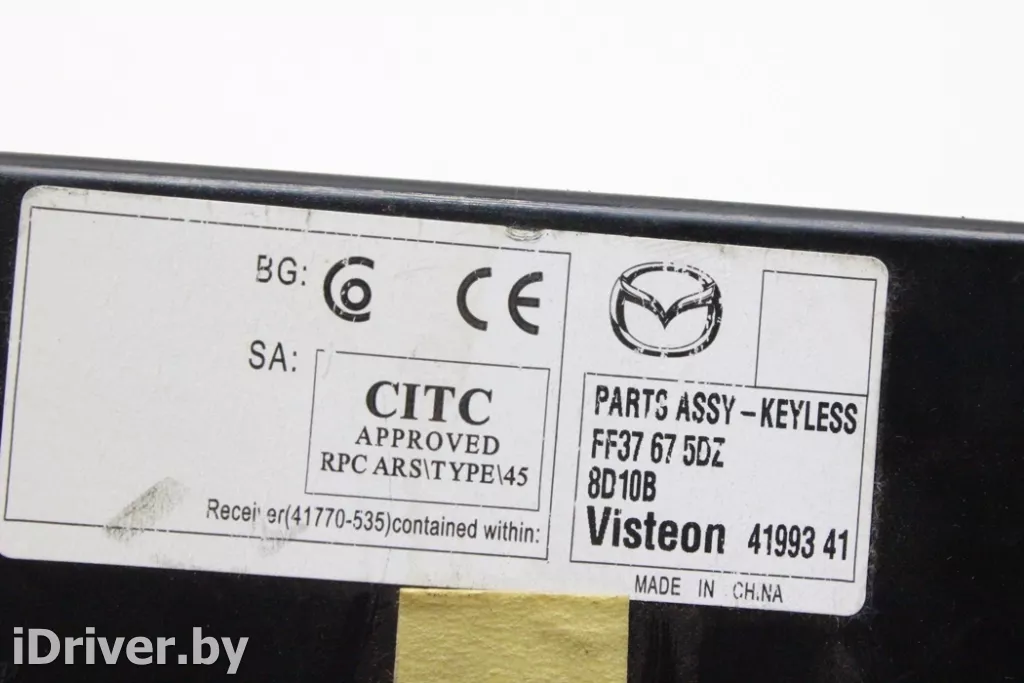 BG:
CE
SA:
CITC
APPROVED
RPC ARS\TYPE\45
Receiver(41770-535)contained within:
PARTS ASSY-KEYLESS
FF37 67 5DZ
8D10B
Visteon 41993 41
MADE IN CHINA
iDriver.by